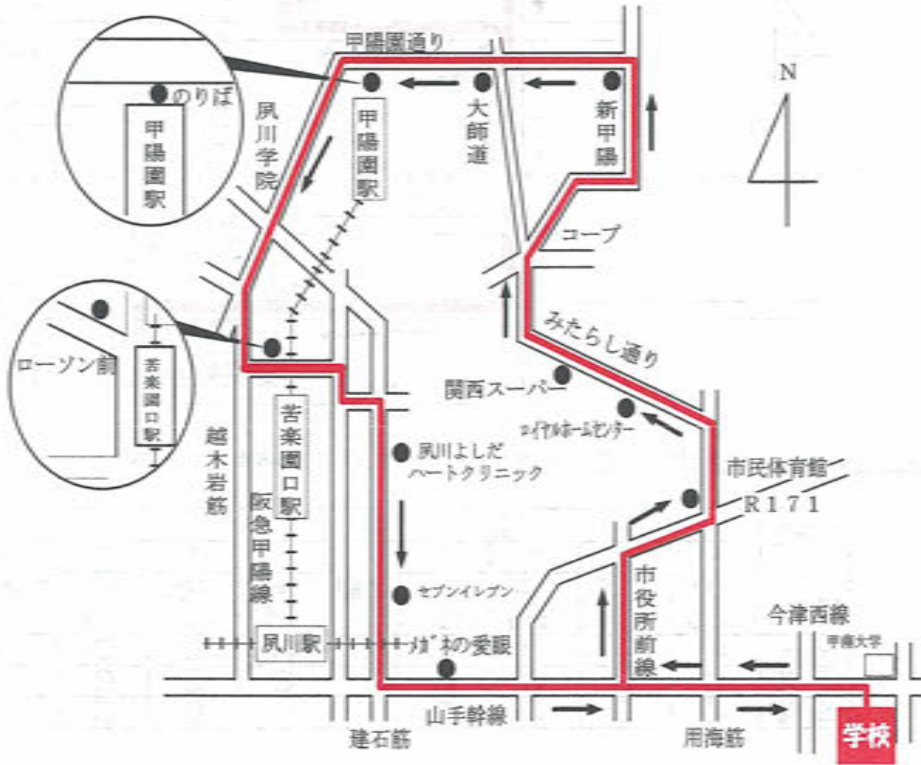 甲陽園通り
N
のりば
甲陽園駅
夙川学院
甲陽園駅
大師道
新甲陽
コープ
みたらし通り
ローソン前
苦楽園口駅
関西スーパー
ロイヤルホームセンター
越木岩筋
苦楽園口駅
夙川よしだ
ハートクリニック
市民体育館
R171
阪急甲陽線
セブンイレブン
市役所前線
今津西線
甲南大学
夙川駅
メガネの愛眼
山手幹線
建石筋
用海筋
学校